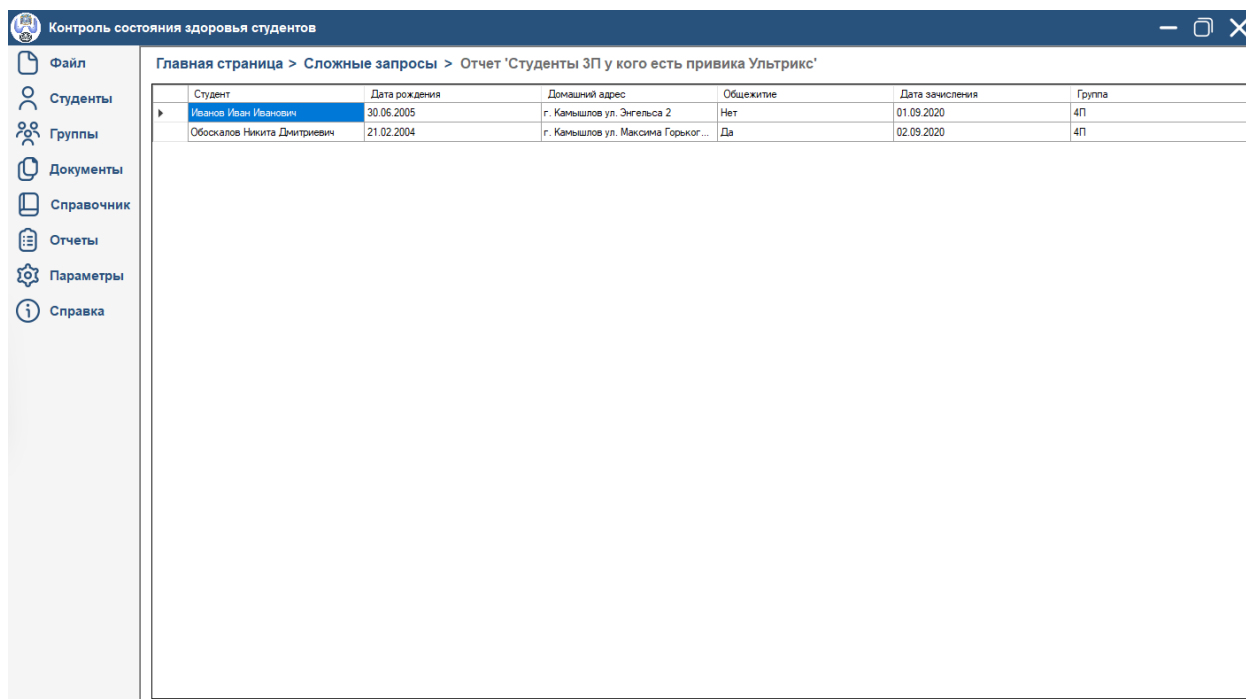 Контроль состояния здоровья студентов
Файл
Студенты
Группы
Документы
Справочник
Отчеты
Параметры
Справка
Главная страница > Сложные запросы > Отчет 'Студенты 3П у кого есть привика Ультрикс'
Студент Дата рождения Домашний адрес Общежитие Дата зачисления Группа
Иванов Иван Иванович 30.06.2005 г. Камышлов ул. Энгельса 2 Нет 01.09.2020 4П
Обоскалов Никита Дмитриевич 21.02.2004 г. Камышлов ул. Максима Горьког... Да 02.09.2020 4П